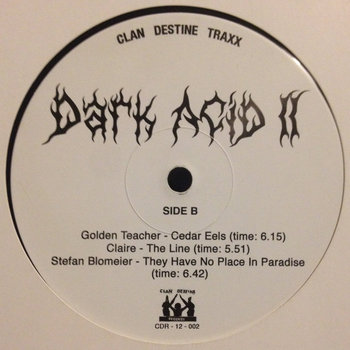 CLAN DESTINE TRAXX
Dark ACID II
SIDE B
Golden Teacher - Cedar Eels (time: 6.15)
Claire - The Line (time: 5.51)
Stefan Blomeier - They Have No Place In Paradise
(time: 6.42)
CLAN DESTINE
RECORDS
CDR - 12 - 002